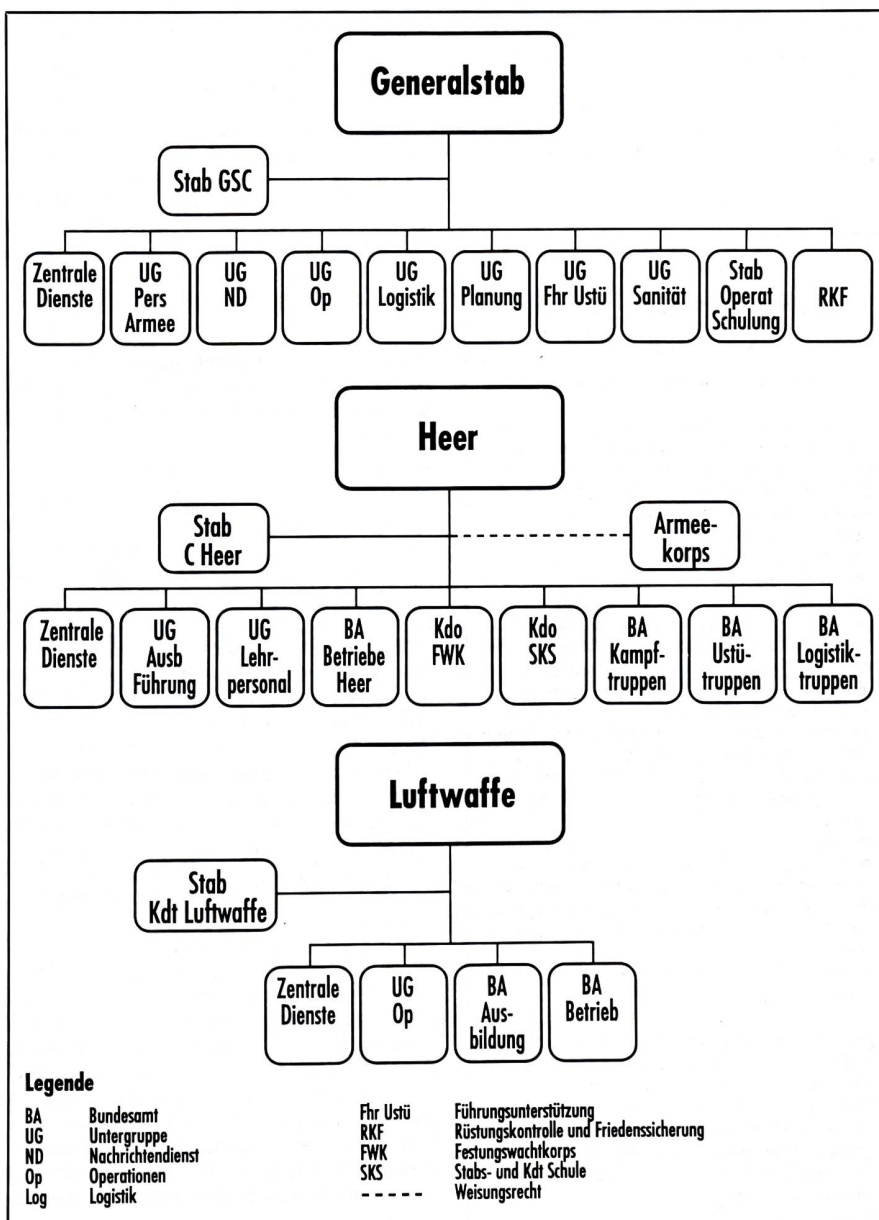 Generalstab
Stab GSC
Zentrale
Dienste
UG
Pers
Armee
UG
ND
UG
Op
UG
Logistik
UG
Planung
UG
Fhr Ustü
UG
Sanität
Stab
Operat
Schulung
RKF
Heer
Stab
C Heer
Armee-
korps
Zentrale
Dienste
UG
Ausb
Führung
UG
Lehr-
personal
BA
Betriebe
Heer
Kdo
FWK
Kdo
SKS
BA
Kampf-
truppen
BA
Ustü-
truppen
BA
Logistik-
truppen
Luftwaffe
Stab
Kdt Luftwaffe
Zentrale
Dienste
UG
Op
BA
Aus-
bildung
BA
Betrieb
Legende
BA Bundesamt
UG Untergruppe
ND Nachrichtendienst
Op Operationen
Log Logistik
Fhr Ustü Führungsunterstützung
RKF Rüstungskontrolle und Friedenssicherung
FWK Festungswachtkorps
SKS Stabs- und Kdt Schule
----- Weisungsrecht